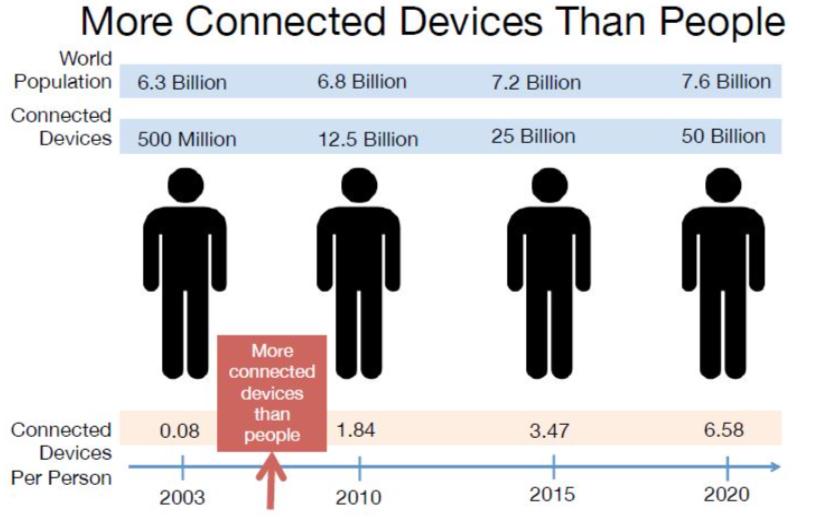 More Connected Devices Than People
World
Population 6.3 Billion 6.8 Billion 7.2 Billion 7.6 Billion
Connected
Devices 500 Million 12.5 Billion 25 Billion 50 Billion
More
connected
devices
than
people
Connected
Devices
Per Person
0.08 1.84 3.47 6.58
2003 2010 2015 2020